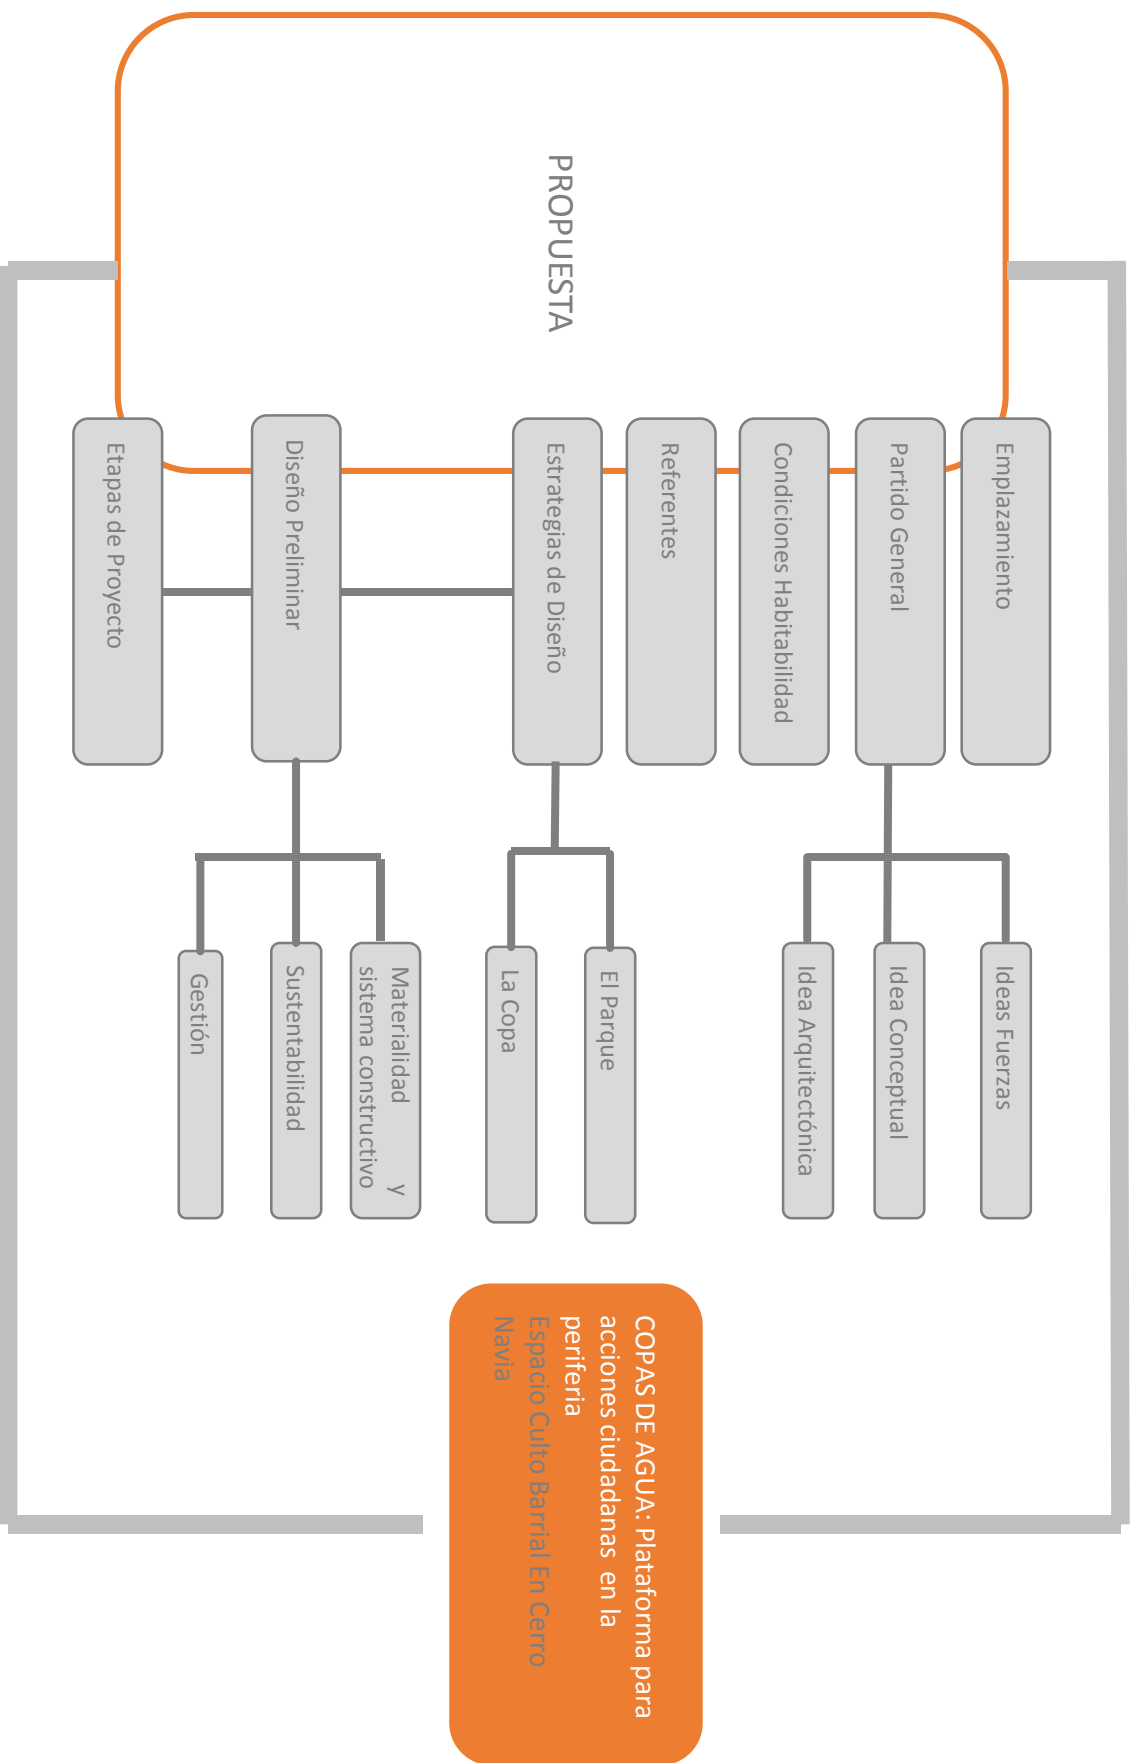 PROPUESTA
Emplazamiento
Partido General
Ideas Fuerzas
Idea Conceptual
Idea Arquitectónica
Condiciones Habitabilidad
Referentes
Estrategias de Diseño
El Parque
La Copa
Diseño Preliminar
Materialidad y
sistema constructivo
Sustentabilidad
Gestión
Etapas de Proyecto
COPAS DE AGUA: Plataforma para
acciones ciudadanas en la
periferia
Espacio Culto Barrial En Cerro
Navia